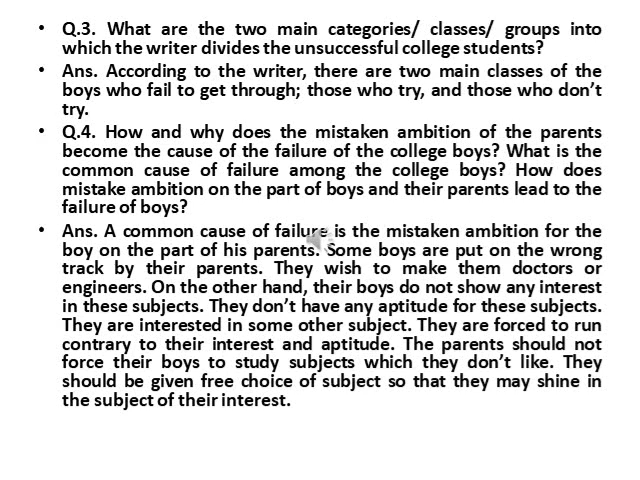 • Q.3. What are the two main categories/ classes/ groups into
which the writer divides the unsuccessful college students?
• Ans. According to the writer, there are two main classes of the
boys who fail to get through; those who try, and those who don’t
try.
• Q.4. How and why does the mistaken ambition of the parents
become the cause of the failure of the college boys? What is the
common cause of failure among the college boys? How does
mistake ambition on the part of boys and their parents lead to the
failure of boys?
• Ans. A common cause of failure is the mistaken ambition for the
boy on the part of his parents. Some boys are put on the wrong
track by their parents. They wish to make them doctors or
engineers. On the other hand, their boys do not show any interest
in these subjects. They don’t have any aptitude for these subjects.
They are interested in some other subject. They are forced to run
contrary to their interest and aptitude. The parents should not
force their boys to study subjects which they don’t like. They
should be given free choice of subject so that they may shine in
the subject of their interest.